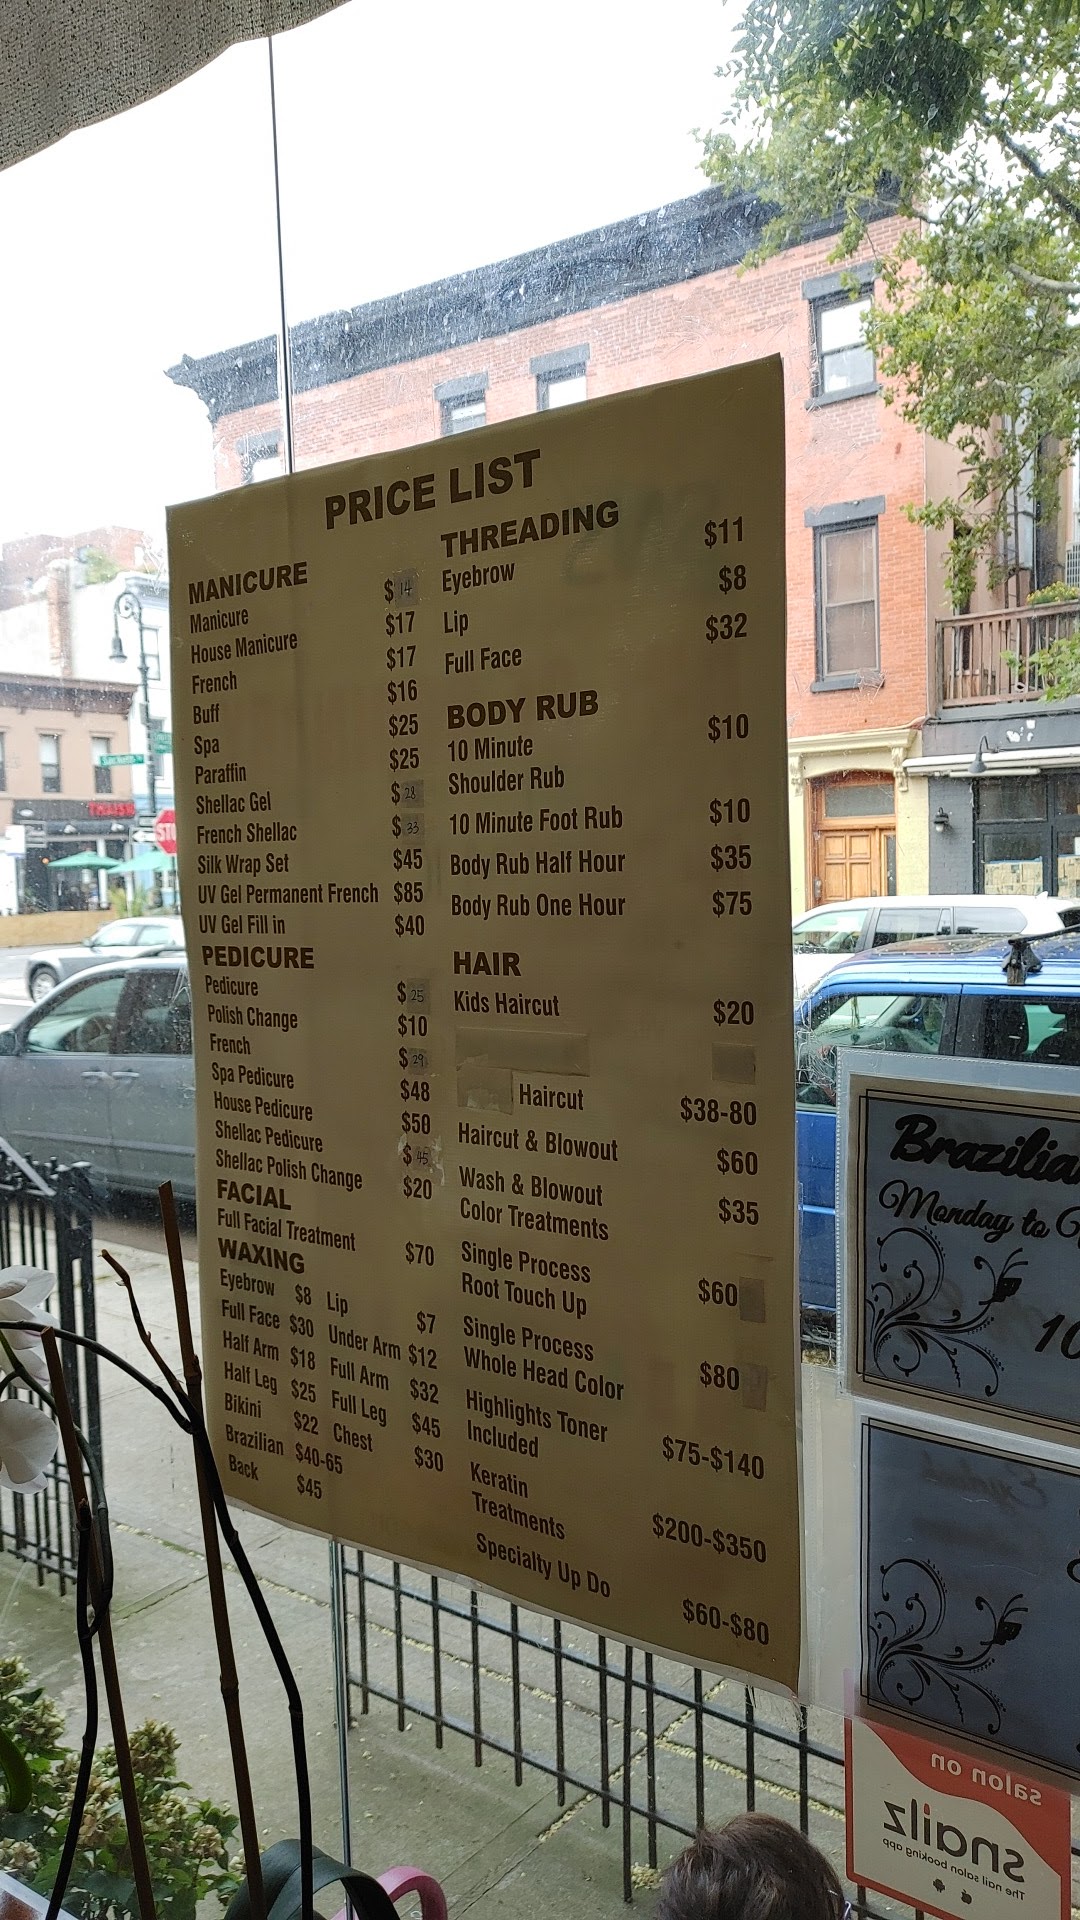 PRICE LIST
MANICURE
Manicure $14
House Manicure $17
French $17
Buff $16
Spa $25
Paraffin $25
Shellac Gel $28
French Shellac $33
Silk Wrap Set $45
UV Gel Permanent French $85
UV Gel Fill in $40
PEDICURE
Pedicure $25
Polish Change $10
French $29
Spa Pedicure $48
House Pedicure $50
Shellac Pedicure $45
Shellac Polish Change $20
FACIAL
Full Facial Treatment $70
WAXING
Eyebrow $8 Lip $7
Full Face $30 Under Arm $12
Half Arm $18 Full Arm $32
Half Leg $25 Full Leg $45
Bikini $22 Chest $30
Brazilian $40-65
Back $45
THREADING
Eyebrow $11
Lip $8
Full Face $32
BODY RUB
10 Minute $10
Shoulder Rub
10 Minute Foot Rub $10
Body Rub Half Hour $35
Body Rub One Hour $75
HAIR
Kids Haircut $20
Haircut $38-80
Haircut & Blowout $60
Wash & Blowout $35
Color Treatments
Single Process
Root Touch Up $60
Single Process
Whole Head Color $80
Highlights Toner
Included $75-$140
Keratin
Treatments $200-$350
Specialty Up Do $60-$80
Monday to
10
salon on
snailz
The nail salon booking app